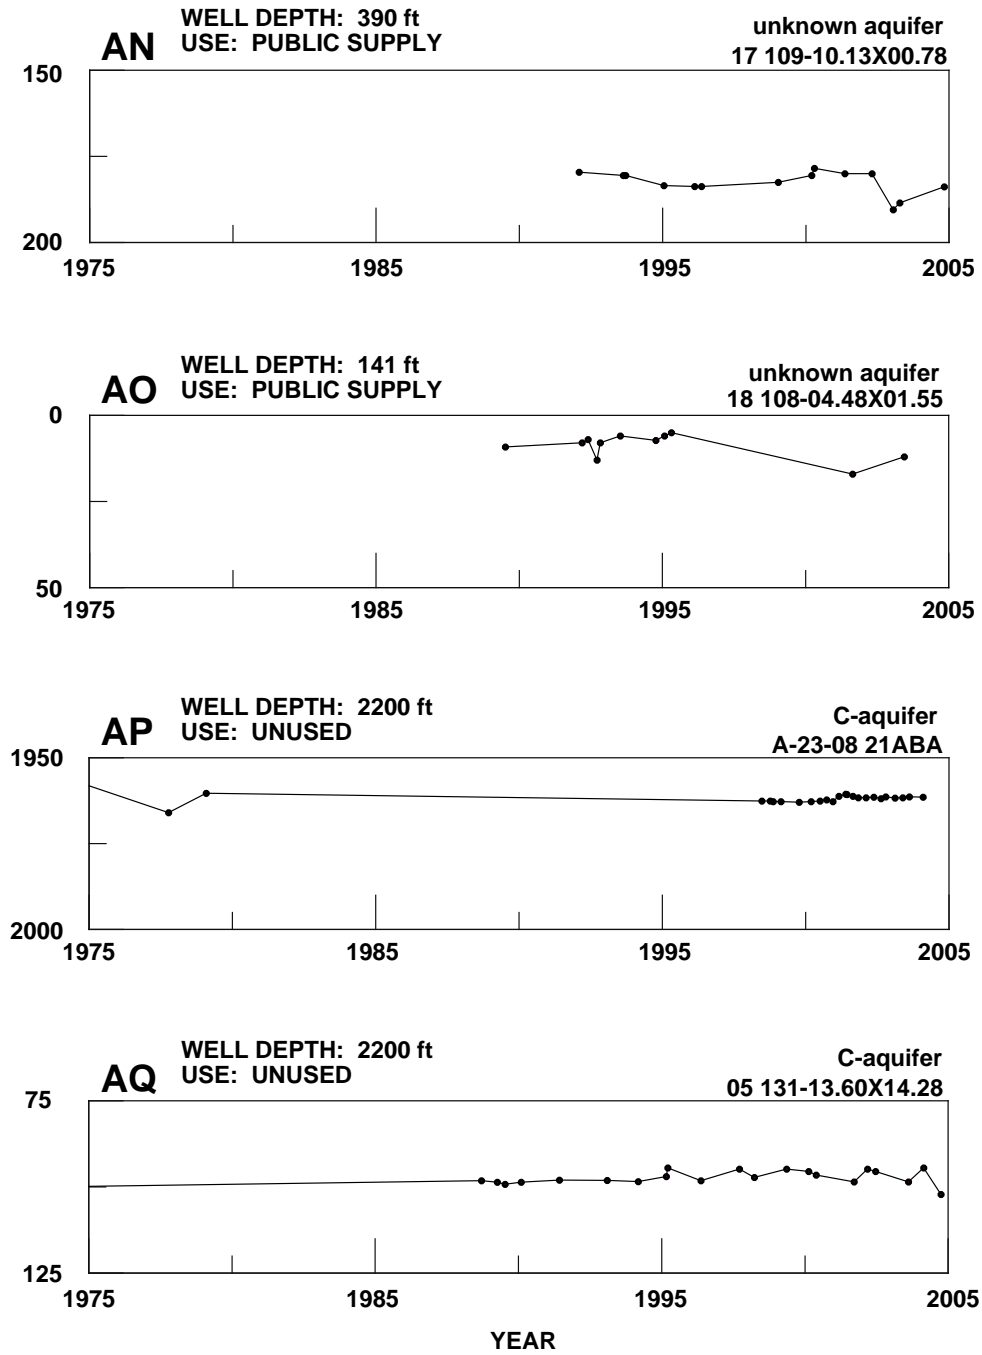 AN
WELL DEPTH: 390 ft
USE: PUBLIC SUPPLY
unknown aquifer
17 109-10.13X00.78
150
200
1975 1985 1995 2005
AO
WELL DEPTH: 141 ft
USE: PUBLIC SUPPLY
unknown aquifer
18 108-04.48X01.55
0
50
1975 1985 1995 2005
AP
WELL DEPTH: 2200 ft
USE: UNUSED
C-aquifer
A-23-08 21ABA
1950
2000
1975 1985 1995 2005
AQ
WELL DEPTH: 2200 ft
USE: UNUSED
C-aquifer
05 131-13.60X14.28
75
125
1975 1985 1995 2005
YEAR